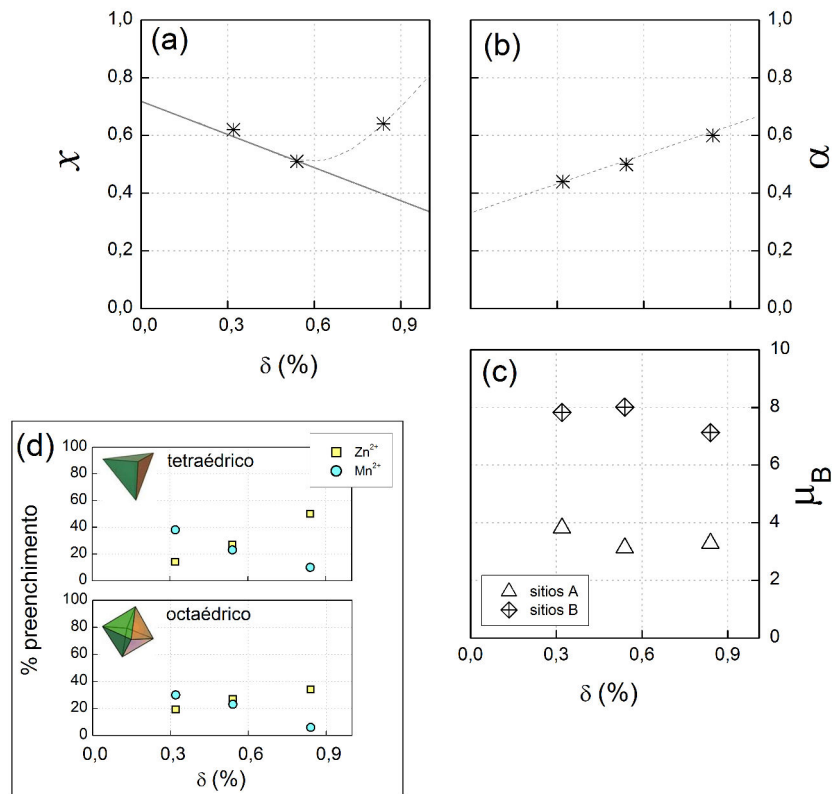 (a)
1,0
0,8
0,6
0,4
0,2
0,0
x
0,0 0,3 0,6 0,9
δ (%)
(b)
1,0
0,8
0,6
0,4
0,2
0,0
α
(c)
10
8
6
4
2
0
μB
sitios A
sitios B
0,0 0,3 0,6 0,9
δ (%)
(d)
% preenchimento
100
80
60
40
20
0
tetraédrico
Zn2+
Mn2+
100
80
60
40
20
0
octaédrico
0,0 0,3 0,6 0,9
δ (%)